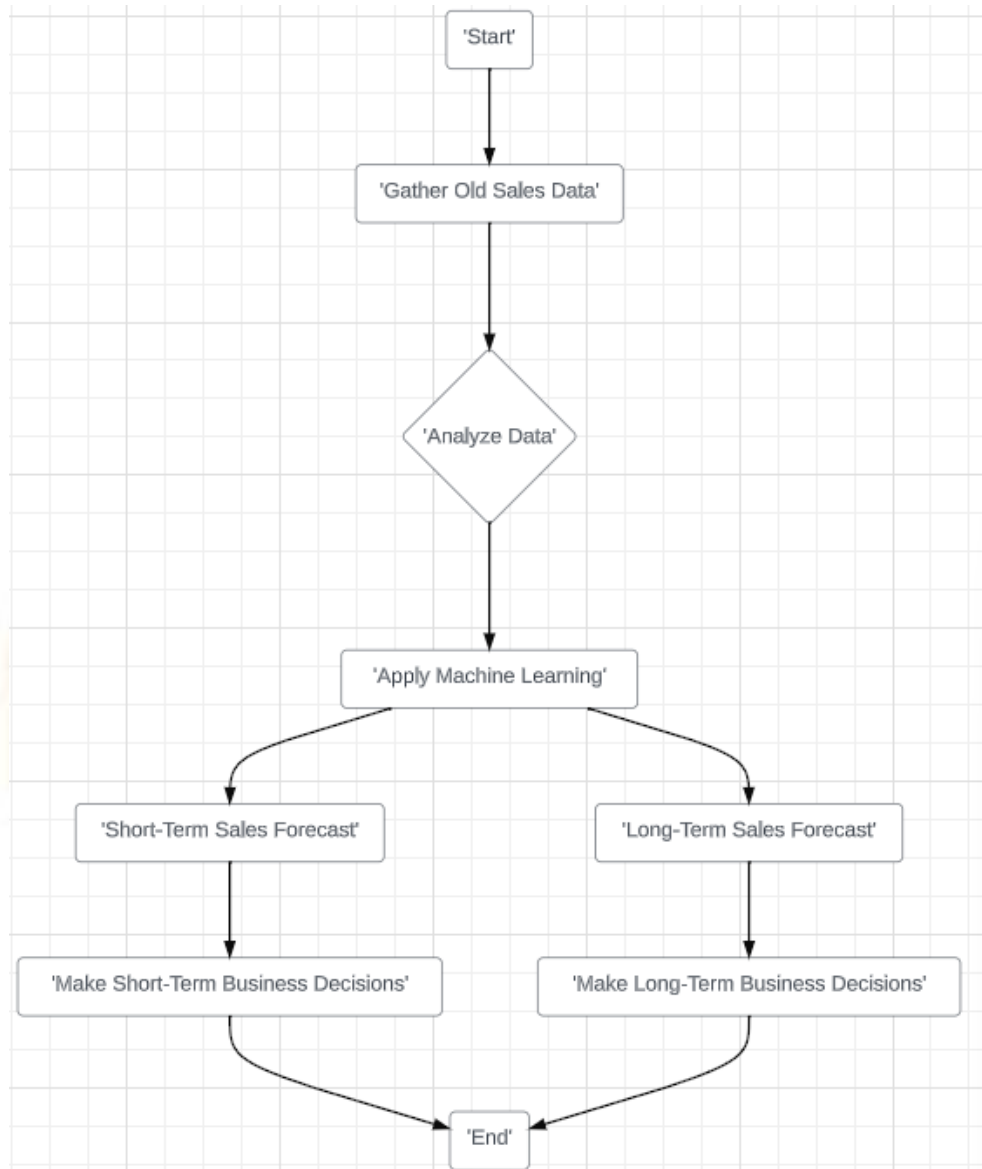 'Start'
'Gather Old Sales Data'
'Analyze Data'
'Apply Machine Learning'
'Short-Term Sales Forecast'
'Long-Term Sales Forecast'
'Make Short-Term Business Decisions'
'Make Long-Term Business Decisions'
'End'